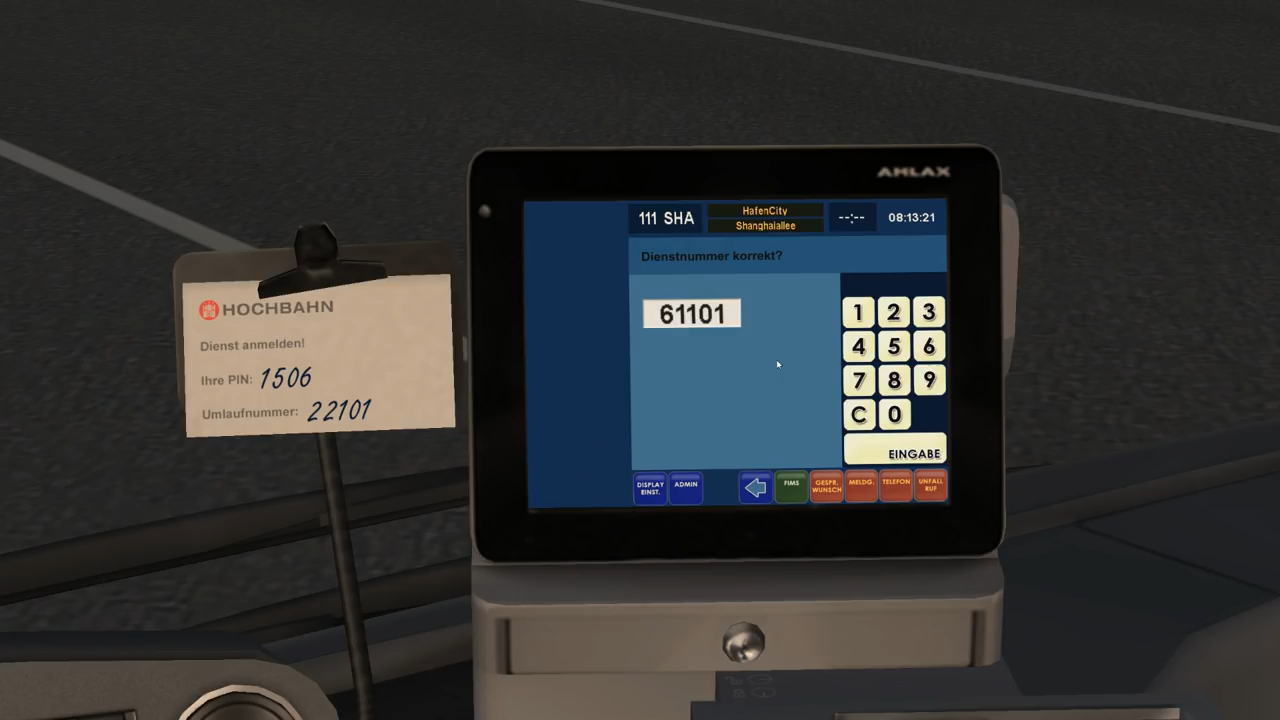 AHLAX
111 SHA
HafenCity
Shanghaiallee
--:--
08:13:21
Dienstnummer korrekt?
61101
1 2 3
4 5 6
7 8 9
C 0
EINGABE
DISPLAY EINST.
ADMIN
FIMS
GESPR. WUNSCH
MELDG.
TELEFON
UNFALL RUF
HOCHBAHN
Dienst anmelden!
Ihre PIN: 1506
Umlaufnummer: 22101